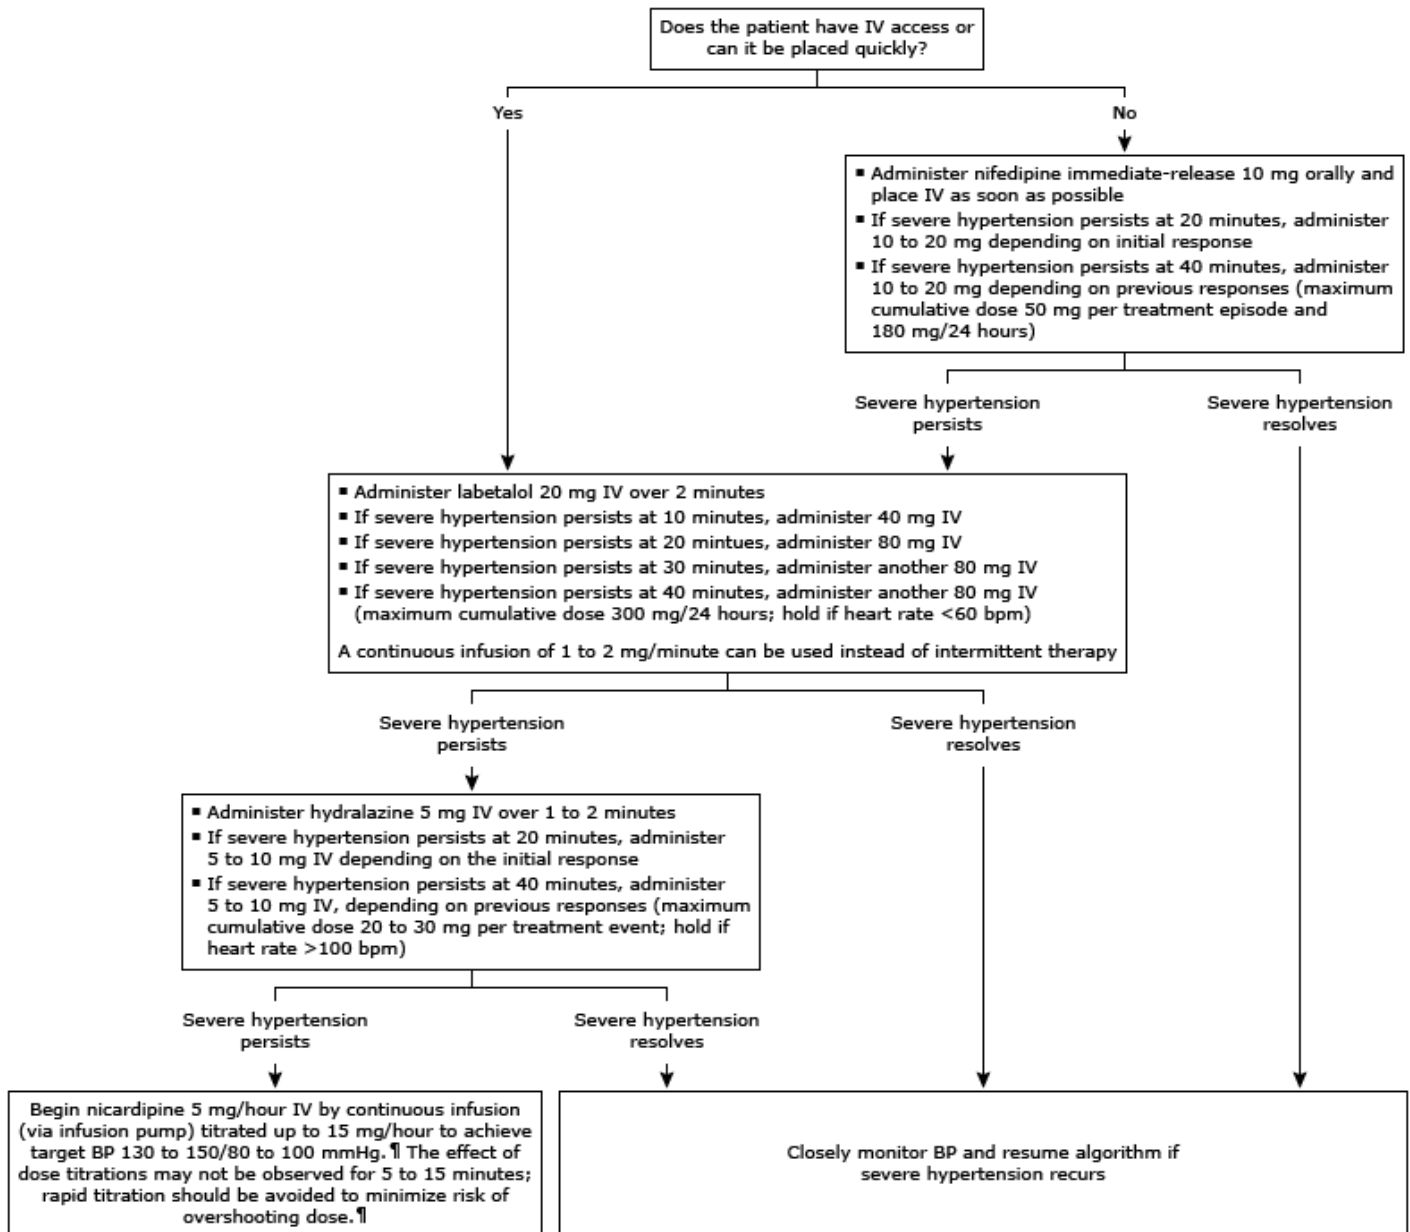 Does the patient have IV access or
can it be placed quickly?
Yes
No
▪ Administer nifedipine immediate-release 10 mg orally and
place IV as soon as possible
▪ If severe hypertension persists at 20 minutes, administer
10 to 20 mg depending on initial response
▪ If severe hypertension persists at 40 minutes, administer
10 to 20 mg depending on previous responses (maximum
cumulative dose 50 mg per treatment episode and
180 mg/24 hours)
Severe hypertension
persists
Severe hypertension
resolves
▪ Administer labetalol 20 mg IV over 2 minutes
▪ If severe hypertension persists at 10 minutes, administer 40 mg IV
▪ If severe hypertension persists at 20 mintues, administer 80 mg IV
▪ If severe hypertension persists at 30 minutes, administer another 80 mg IV
▪ If severe hypertension persists at 40 minutes, administer another 80 mg IV
(maximum cumulative dose 300 mg/24 hours; hold if heart rate <60 bpm)
A continuous infusion of 1 to 2 mg/minute can be used instead of intermittent therapy
Severe hypertension
persists
Severe hypertension
resolves
▪ Administer hydralazine 5 mg IV over 1 to 2 minutes
▪ If severe hypertension persists at 20 minutes, administer
5 to 10 mg IV depending on the initial response
▪ If severe hypertension persists at 40 minutes, administer
5 to 10 mg IV, depending on previous responses (maximum
cumulative dose 20 to 30 mg per treatment event; hold if
heart rate >100 bpm)
Severe hypertension
persists
Severe hypertension
resolves
Begin nicardipine 5 mg/hour IV by continuous infusion
(via infusion pump) titrated up to 15 mg/hour to achieve
target BP 130 to 150/80 to 100 mmHg.¶ The effect of
dose titrations may not be observed for 5 to 15 minutes;
rapid titration should be avoided to minimize risk of
overshooting dose.¶
Closely monitor BP and resume algorithm if
severe hypertension recurs